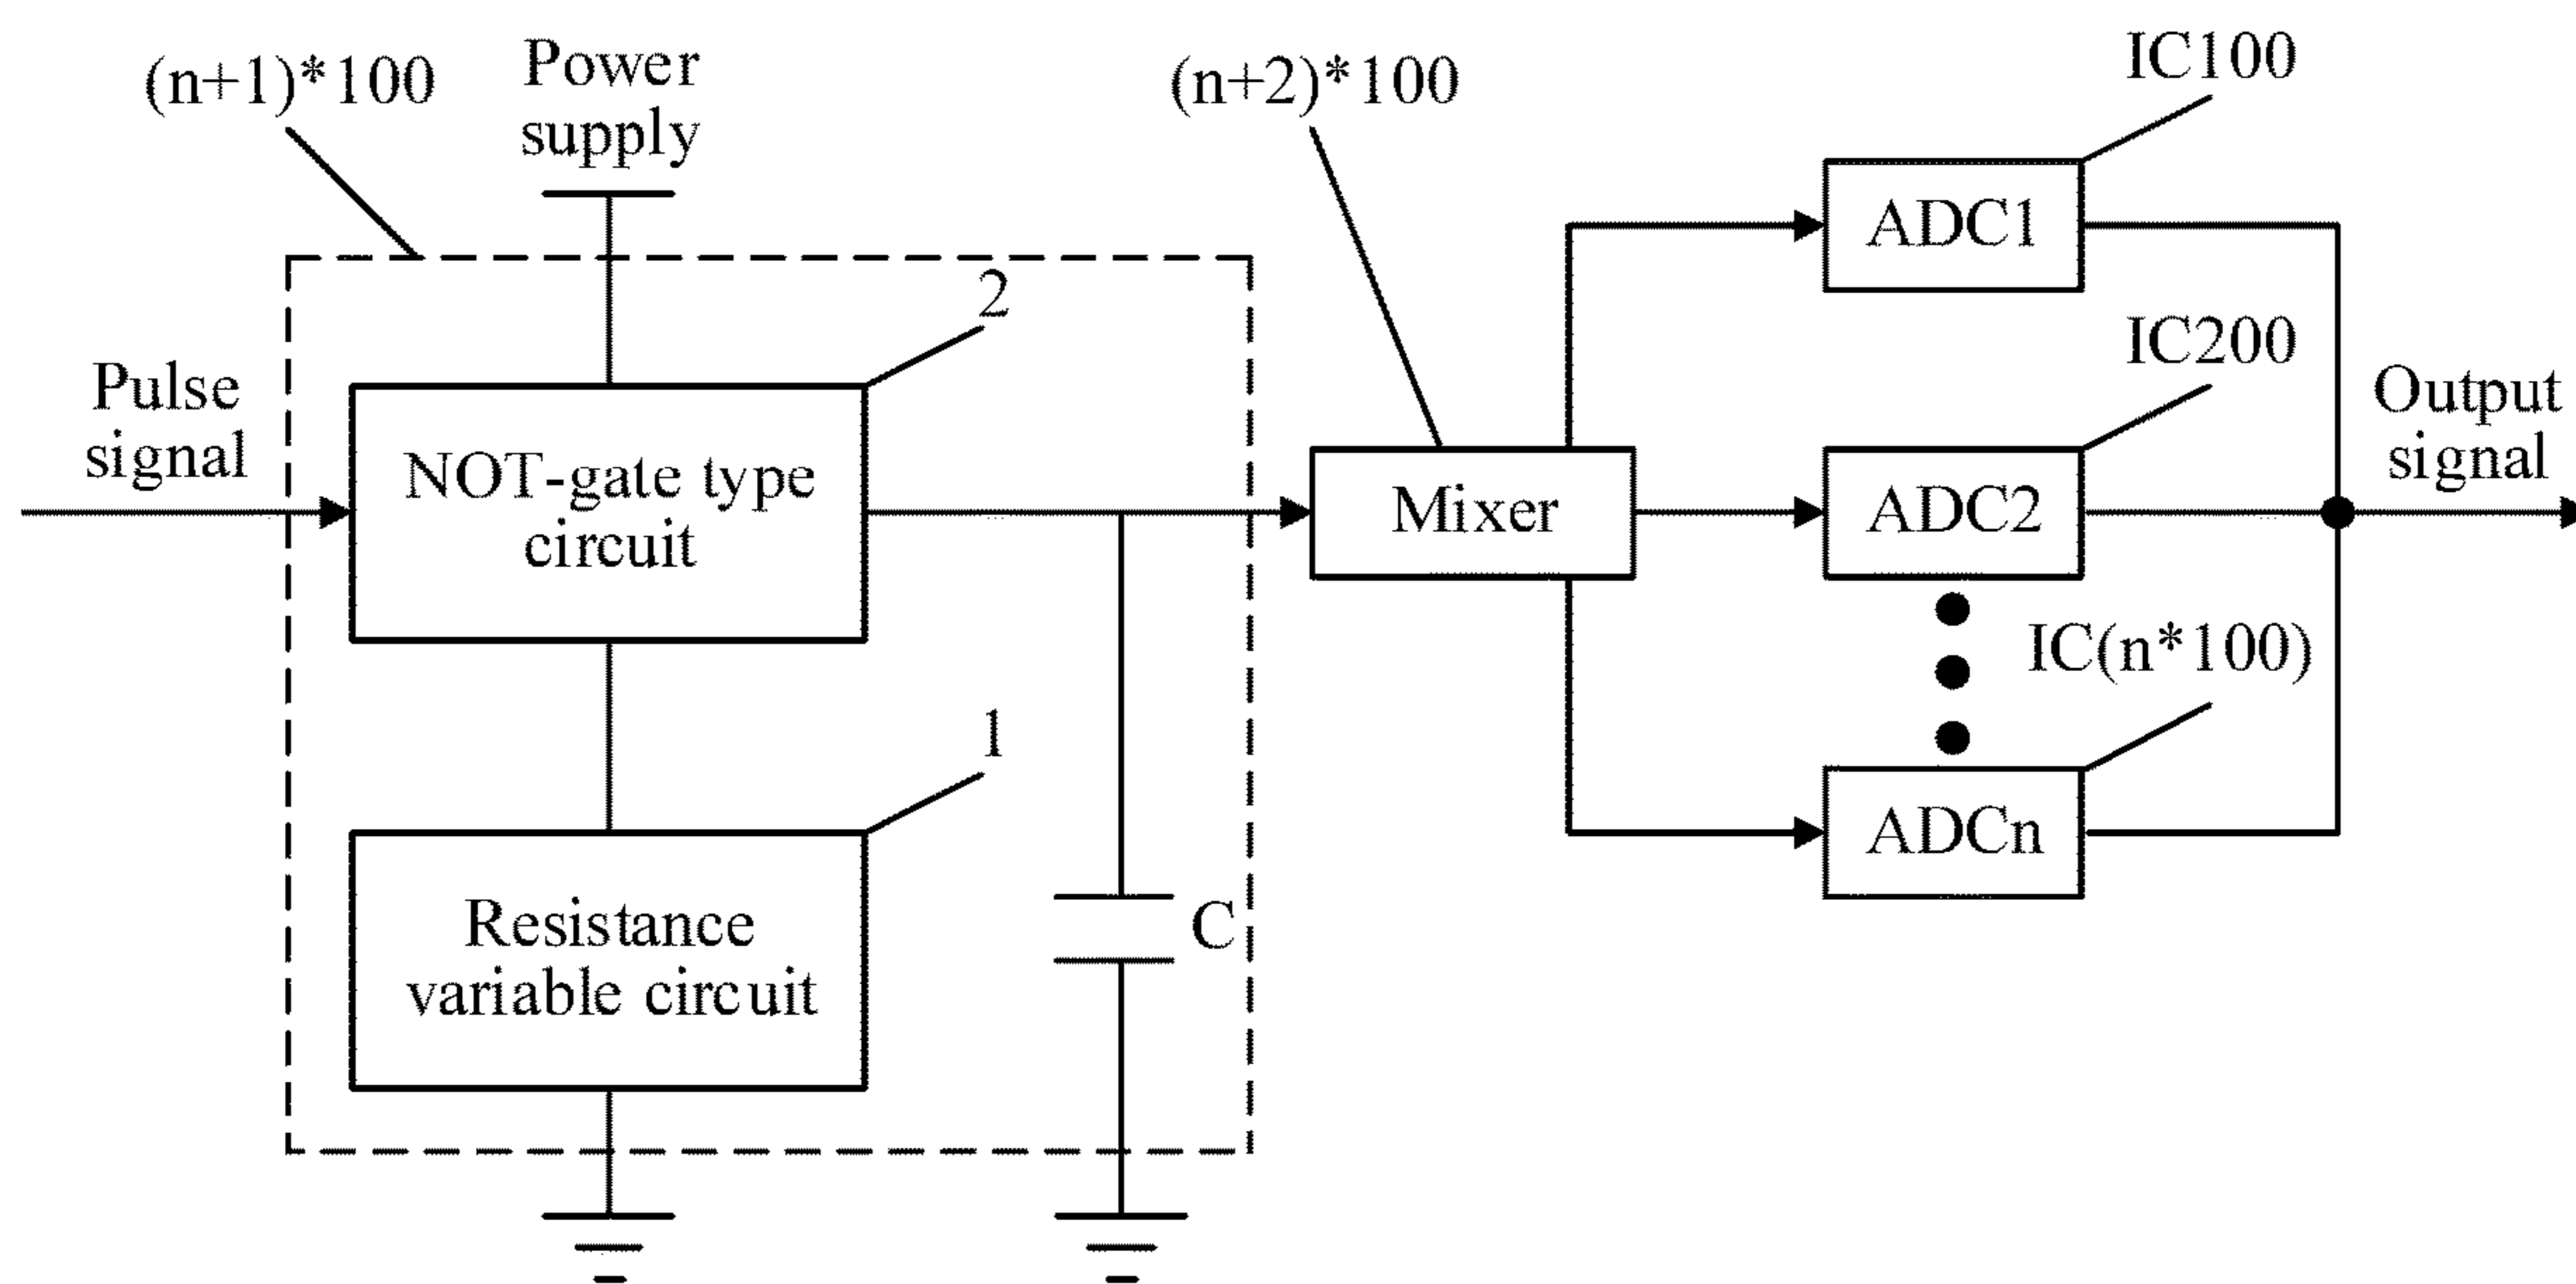 (n+1)*100
Power
supply
(n+2)*100
IC100
ADC1
2
IC200
Pulse
signal
Output
signal
NOT-gate type
circuit
Mixer
ADC2
IC(n*100)
1
ADCn
Resistance
variable circuit
C